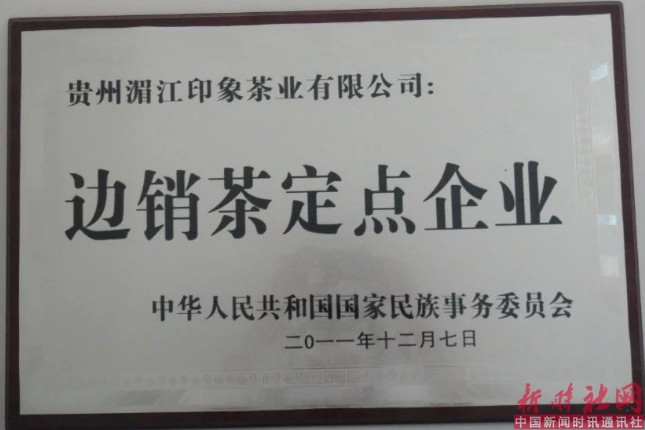 贵州湄江印象茶业有限公司:
边销茶定点企业
中华人民共和国国家民族事务委员会
二0一一年十二月七日
新时社网
中国新闻时讯通讯社